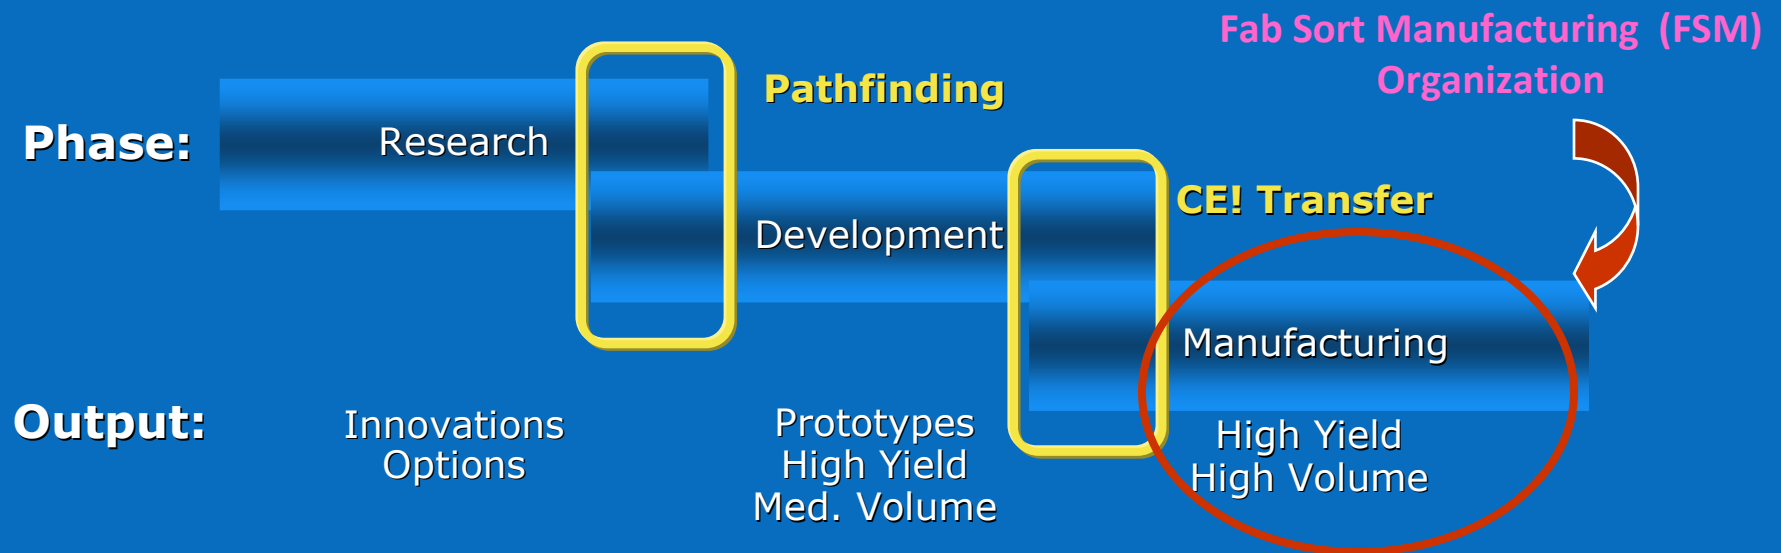 Fab Sort Manufacturing (FSM)
Organization
Pathfinding
Phase:
Research
CE! Transfer
Development
Manufacturing
Output:
Innovations
Options
Prototypes
High Yield
Med. Volume
High Yield
High Volume